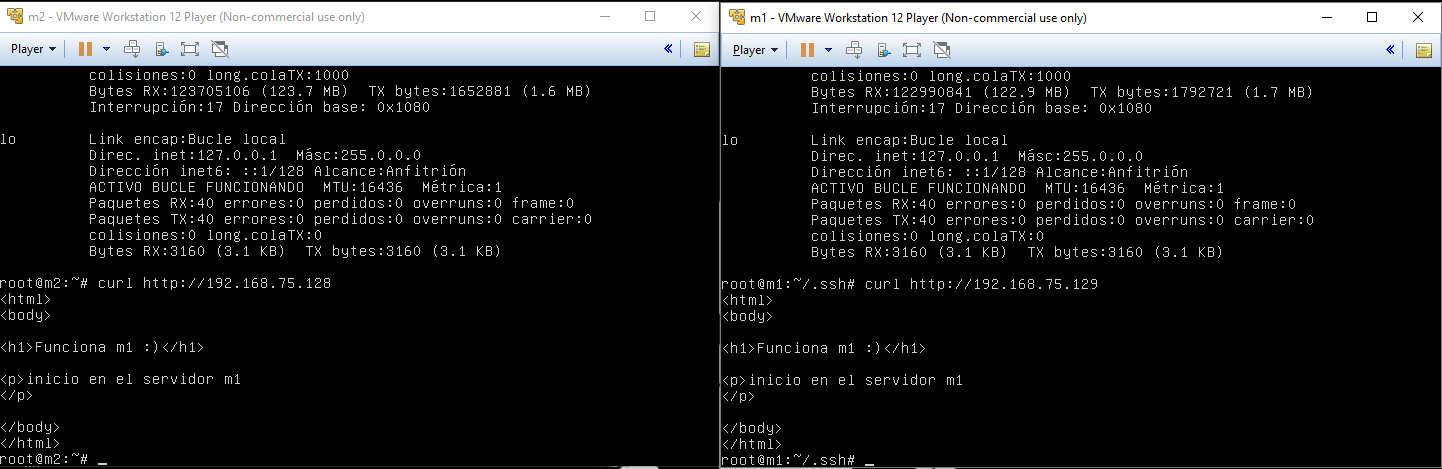 m2 - VMware Workstation 12 Player (Non-commercial use only)
Player
colisiones:0 long.colaTX:1000
Bytes RX:123705106 (123.7 MB)  TX bytes:1652881 (1.6 MB)
Interrupción:17 Dirección base: 0x1080
lo        Link encap:Bucle local
Direc. inet:127.0.0.1  Másc:255.0.0.0
Dirección inet6: ::1/128 Alcance:Anfitrión
ACTIVO BUCLE FUNCIONANDO  MTU:16436  Métrica:1
Paquetes RX:40 errores:0 perdidos:0 overruns:0 frame:0
Paquetes TX:40 errores:0 perdidos:0 overruns:0 carrier:0
colisiones:0 long.colaTX:0
Bytes RX:3160 (3.1 KB)  TX bytes:3160 (3.1 KB)
root@m2:~# curl http://192.168.75.128
<html>
<body>
<h1>Funciona m1 :)</h1>
<p>inicio en el servidor m1
</p>
</body>
</html>
root@m2:~# _
m1 - VMware Workstation 12 Player (Non-commercial use only)
Player
colisiones:0 long.colaTX:1000
Bytes RX:122990841 (122.9 MB)  TX bytes:1792721 (1.7 MB)
Interrupción:17 Dirección base: 0x1080
lo        Link encap:Bucle local
Direc. inet:127.0.0.1  Másc:255.0.0.0
Dirección inet6: ::1/128 Alcance:Anfitrión
ACTIVO BUCLE FUNCIONANDO  MTU:16436  Métrica:1
Paquetes RX:40 errores:0 perdidos:0 overruns:0 frame:0
Paquetes TX:40 errores:0 perdidos:0 overruns:0 carrier:0
colisiones:0 long.colaTX:0
Bytes RX:3160 (3.1 KB)  TX bytes:3160 (3.1 KB)
root@m1:~/.ssh# curl http://192.168.75.129
<html>
<body>
<h1>Funciona m1 :)</h1>
<p>inicio en el servidor m1
</p>
</body>
</html>
root@m1:~/.ssh# _